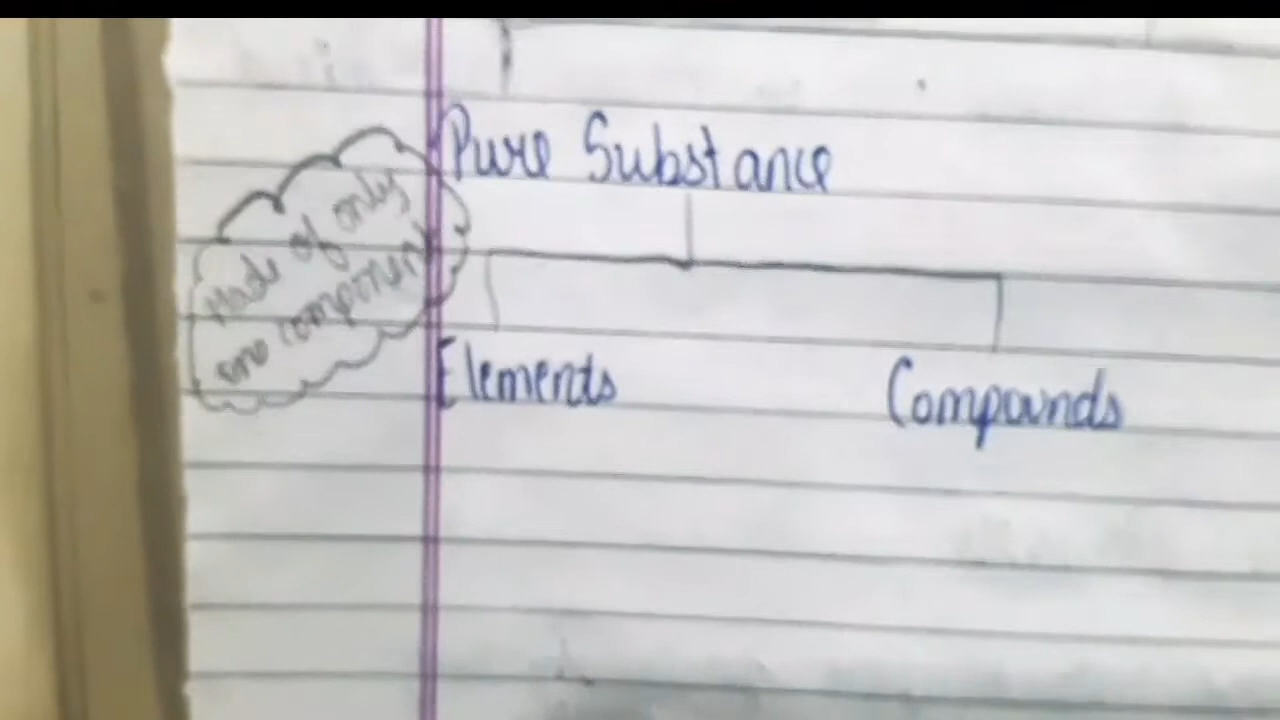 Pure Substance
Made of only
one component
Elements
Compounds